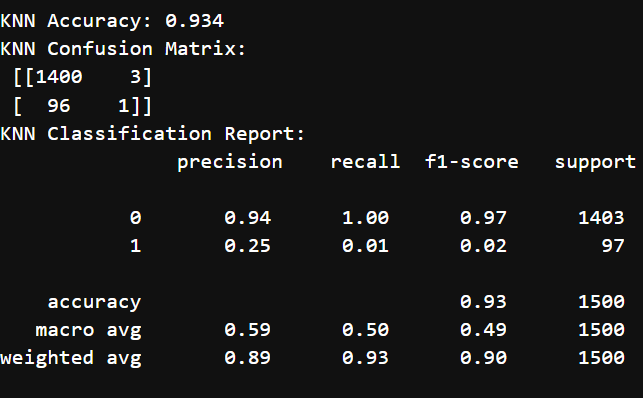 KNN Accuracy: 0.934
KNN Confusion Matrix:
 [[1400    3]
 [  96    1]]
KNN Classification Report:
               precision    recall  f1-score   support

           0       0.94      1.00      0.97      1403
           1       0.25      0.01      0.02        97

    accuracy                           0.93      1500
   macro avg       0.59      0.50      0.49      1500
weighted avg       0.89      0.93      0.90      1500